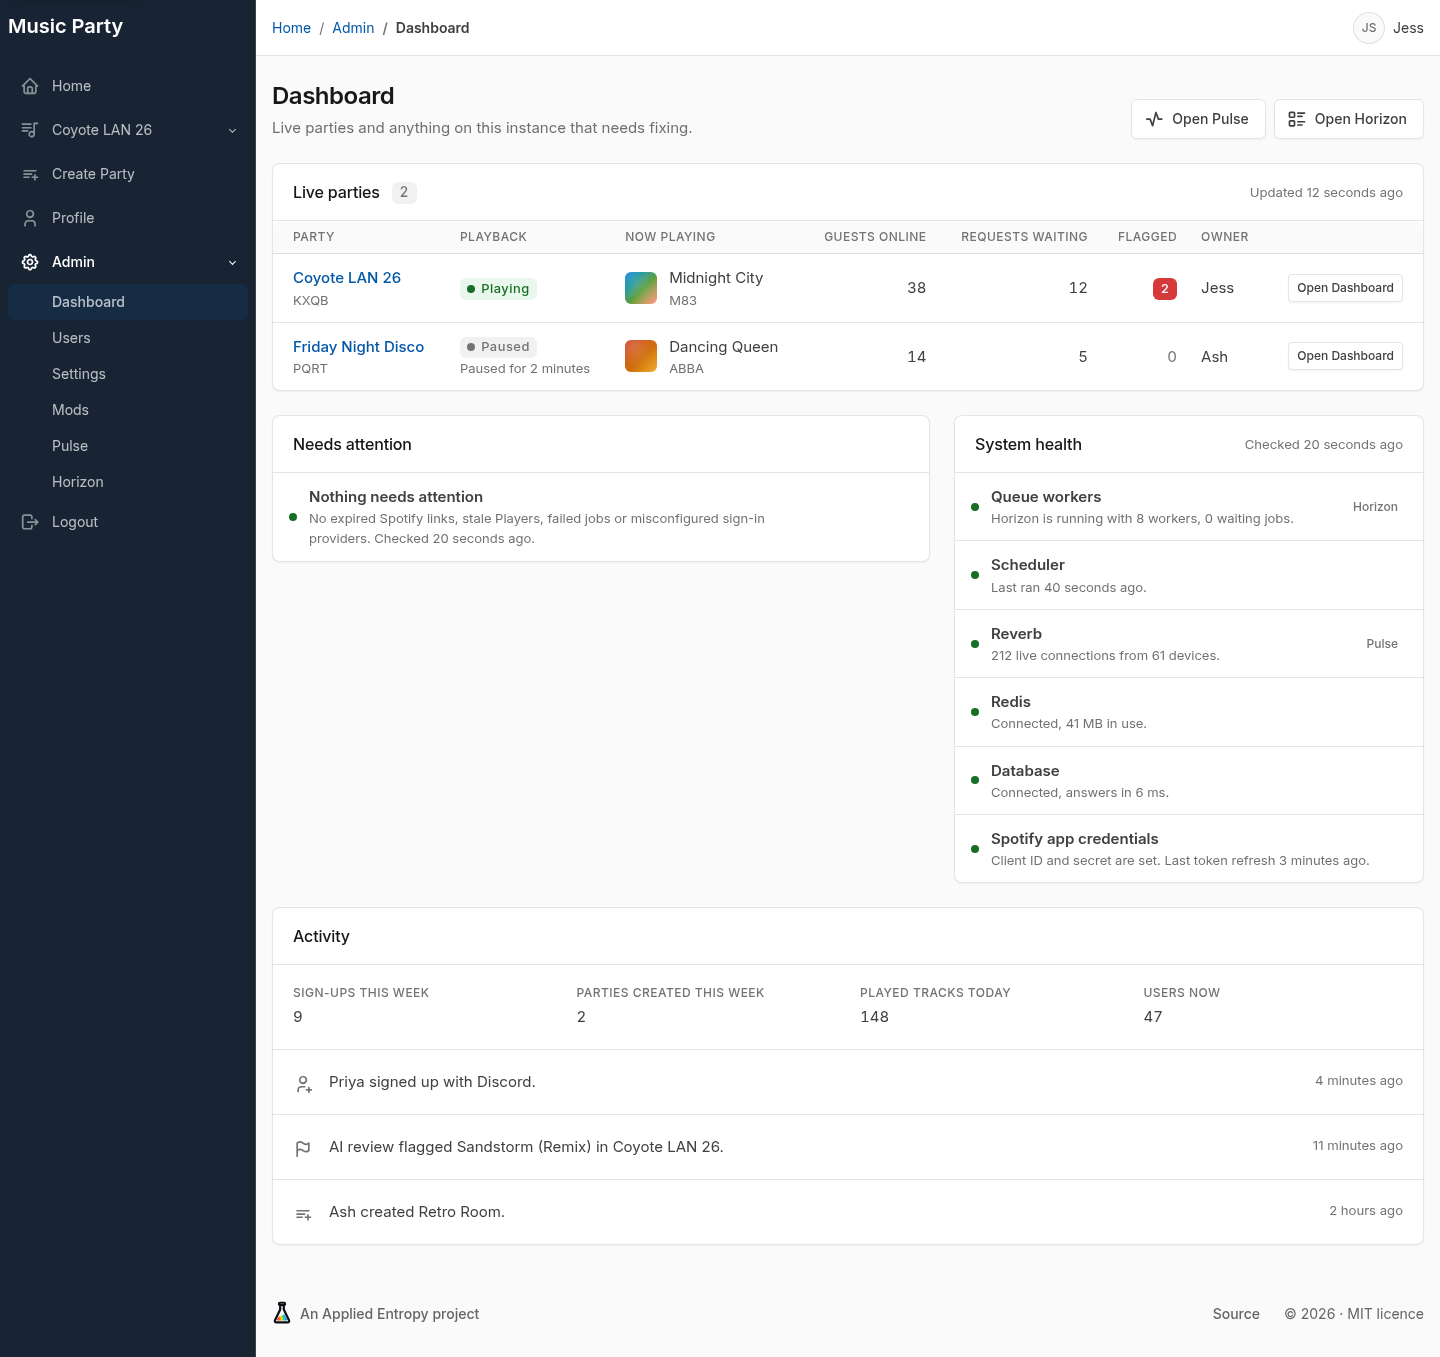 Music Party
Home
Coyote LAN 26
Create Party
Profile
Admin
Dashboard
Users
Settings
Mods
Pulse
Horizon
Logout
Home / Admin / Dashboard
JS Jess
Dashboard
Live parties and anything on this instance that needs fixing.
Open Pulse
Open Horizon
Live parties 2
Updated 12 seconds ago
PARTY PLAYBACK NOW PLAYING GUESTS ONLINE REQUESTS WAITING FLAGGED OWNER
Coyote LAN 26
KXQB
Playing
Midnight City
M83
38
12
2
Jess
Open Dashboard
Friday Night Disco
PQRT
Paused
Paused for 2 minutes
Dancing Queen
ABBA
14
5
0
Ash
Open Dashboard
Needs attention
Nothing needs attention
No expired Spotify links, stale Players, failed jobs or misconfigured sign-in
providers. Checked 20 seconds ago.
System health
Checked 20 seconds ago
Queue workers
Horizon is running with 8 workers, 0 waiting jobs.
Horizon
Scheduler
Last ran 40 seconds ago.
Reverb
212 live connections from 61 devices.
Pulse
Redis
Connected, 41 MB in use.
Database
Connected, answers in 6 ms.
Spotify app credentials
Client ID and secret are set. Last token refresh 3 minutes ago.
Activity
SIGN-UPS THIS WEEK
9
PARTIES CREATED THIS WEEK
2
PLAYED TRACKS TODAY
148
USERS NOW
47
Priya signed up with Discord.
4 minutes ago
AI review flagged Sandstorm (Remix) in Coyote LAN 26.
11 minutes ago
Ash created Retro Room.
2 hours ago
An Applied Entropy project
Source
© 2026 · MIT licence